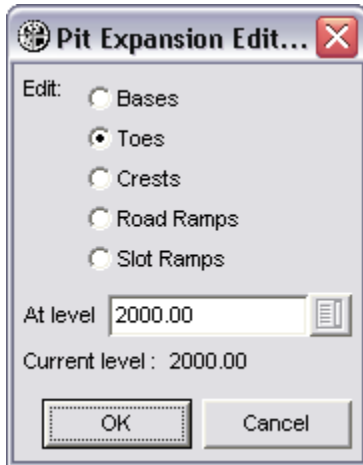 Pit Expansion Edit...
Edit:
Bases
Toes
Crests
Road Ramps
Slot Ramps
At level 2000.00
Current level : 2000.00
OK Cancel